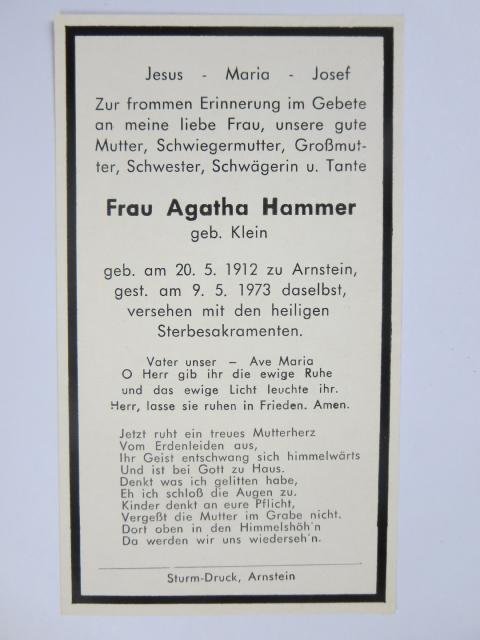 Jesus - Maria - Josef
Zur frommen Erinnerung im Gebete
an meine liebe Frau, unsere gute
Mutter, Schwiegermutter, Großmut-
ter, Schwester, Schwägerin u. Tante
Frau Agatha Hammer
geb. Klein
geb. am 20. 5. 1912 zu Arnstein,
gest. am 9. 5. 1973 daselbst,
versehen mit den heiligen
Sterbesakramenten.
Vater unser – Ave Maria
O Herr gib ihr die ewige Ruhe
und das ewige Licht leuchte ihr.
Herr, lasse sie ruhen in Frieden. Amen.
Jetzt ruht ein treues Mutterherz
Vom Erdenleiden aus,
Ihr Geist entschwang sich himmelwärts
Und ist bei Gott zu Haus.
Denkt was ich gelitten habe,
Eh ich schloß die Augen zu.
Kinder denkt an eure Pflicht,
Vergeßt die Mutter im Grabe nicht.
Dort oben in den Himmelshöh'n
Da werden wir uns wiederseh'n.
Sturm-Druck, Arnstein